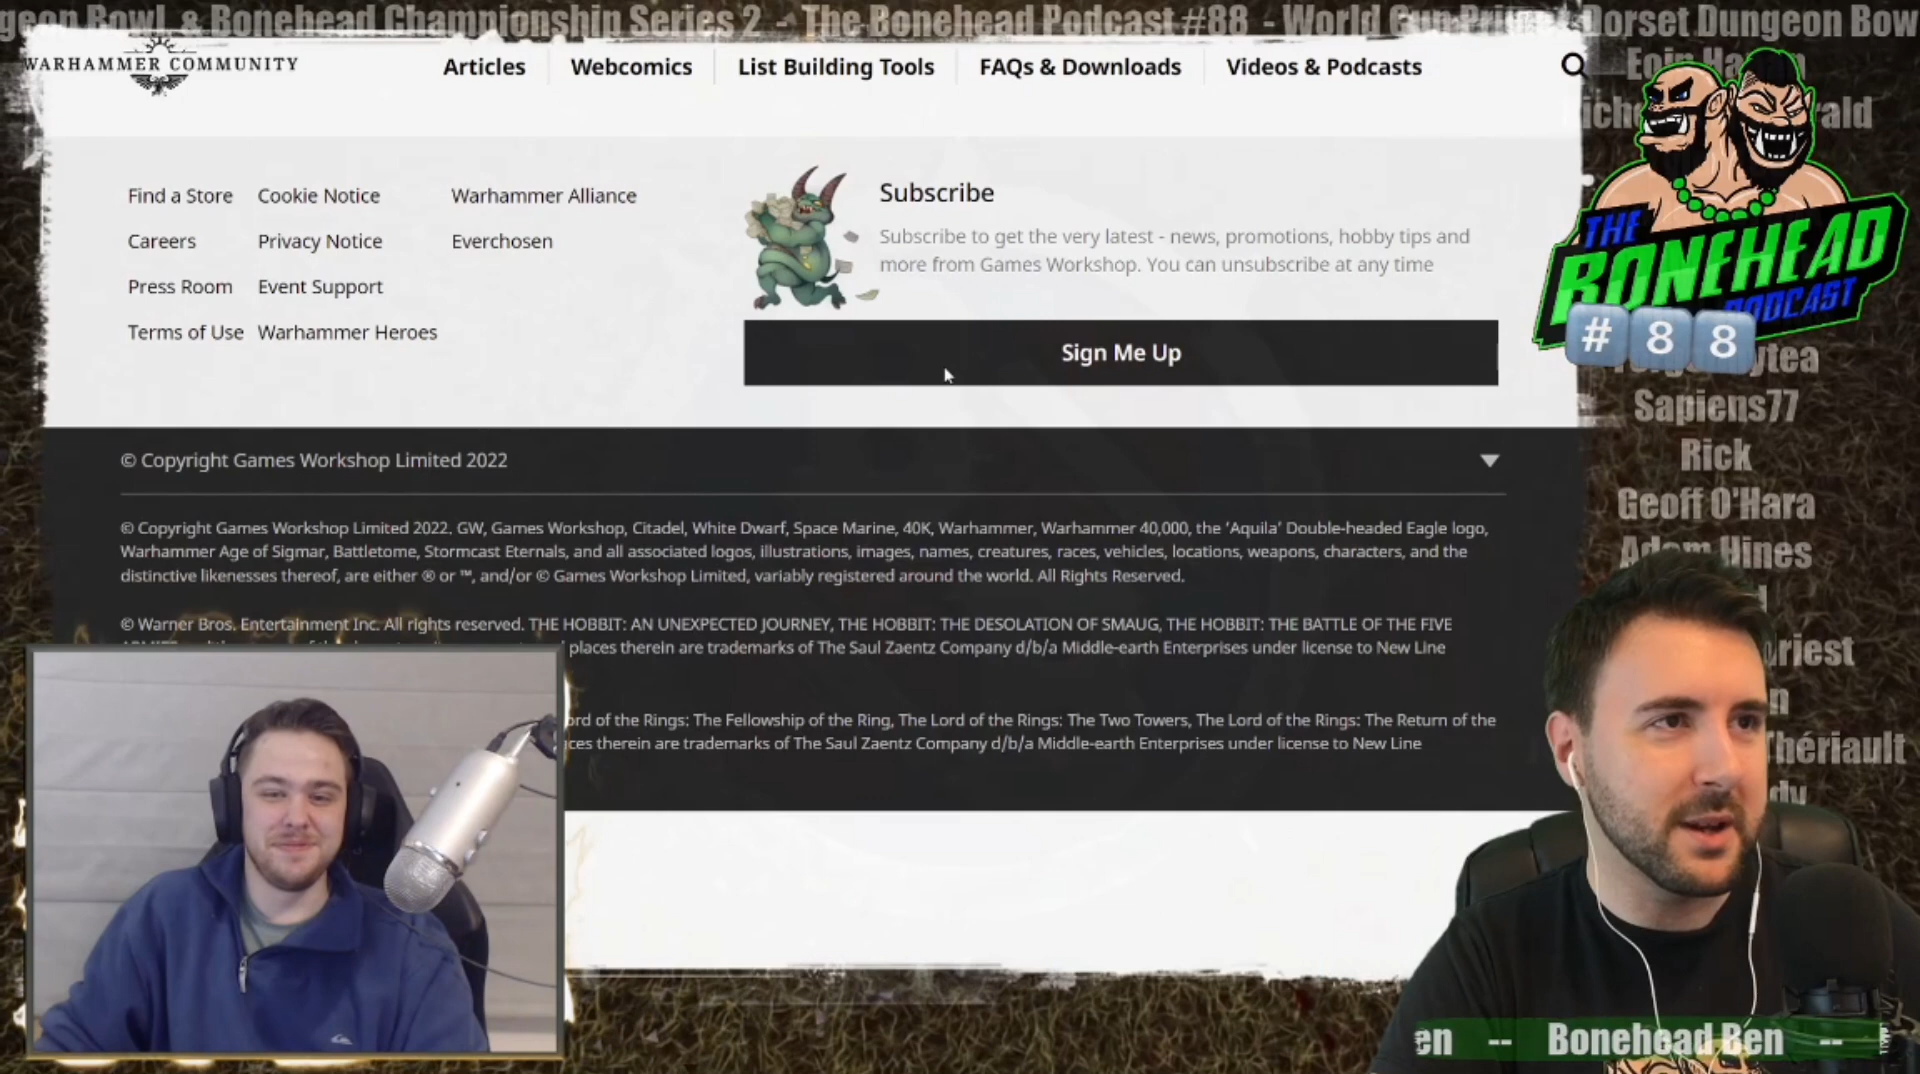 geon Bowl & Bonehead Championship Series 2 - The Bonehead Podcast #88 - World Cup Primer Dorset Dungeon Bow
WARHAMMER COMMUNITY
Articles
Webcomics
List Building Tools
FAQs & Downloads
Videos & Podcasts
THE
BONEHEAD
PODCAST
#88
Find a Store
Cookie Notice
Warhammer Alliance
Careers
Privacy Notice
Everchosen
Press Room
Event Support
Terms of Use
Warhammer Heroes
Subscribe
Subscribe to get the very latest - news, promotions, hobby tips and
more from Games Workshop. You can unsubscribe at any time
Sign Me Up
© Copyright Games Workshop Limited 2022
© Copyright Games Workshop Limited 2022. GW, Games Workshop, Citadel, White Dwarf, Space Marine, 40K, Warhammer, Warhammer 40,000, the 'Aquila' Double-headed Eagle logo,
Warhammer Age of Sigmar, Battletome, Stormcast Eternals, and all associated logos, illustrations, images, names, creatures, races, vehicles, locations, weapons, characters, and the
distinctive likenesses thereof, are either ® or ™, and/or © Games Workshop Limited, variably registered around the world. All Rights Reserved.
© Warner Bros. Entertainment Inc. All rights reserved. THE HOBBIT: AN UNEXPECTED JOURNEY, THE HOBBIT: THE DESOLATION OF SMAUG, THE HOBBIT: THE BATTLE OF THE FIVE
places therein are trademarks of The Saul Zaentz Company d/b/a Middle-earth Enterprises under license to New Line
ord of the Rings: The Fellowship of the Ring, The Lord of the Rings: The Two Towers, The Lord of the Rings: The Return of the
ces therein are trademarks of The Saul Zaentz Company d/b/a Middle-earth Enterprises under license to New Line
Eoin
ald
ytea
Sapiens77
Rick
Geoff O'Hara
Adam Hines
riest
n
hériault
dy
en -- Bonehead Ben --